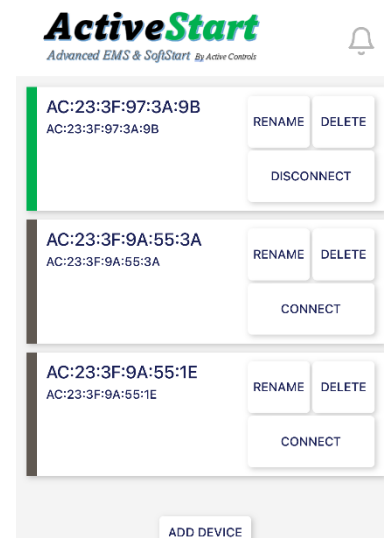 ActiveStart
Advanced EMS & SoftStart By Active Controls
AC:23:3F:97:3A:9B
AC:23:3F:97:3A:9B
RENAME DELETE
DISCONNECT
AC:23:3F:9A:55:3A
AC:23:3F:9A:55:3A
RENAME DELETE
CONNECT
AC:23:3F:9A:55:1E
AC:23:3F:9A:55:1E
RENAME DELETE
CONNECT
ADD DEVICE